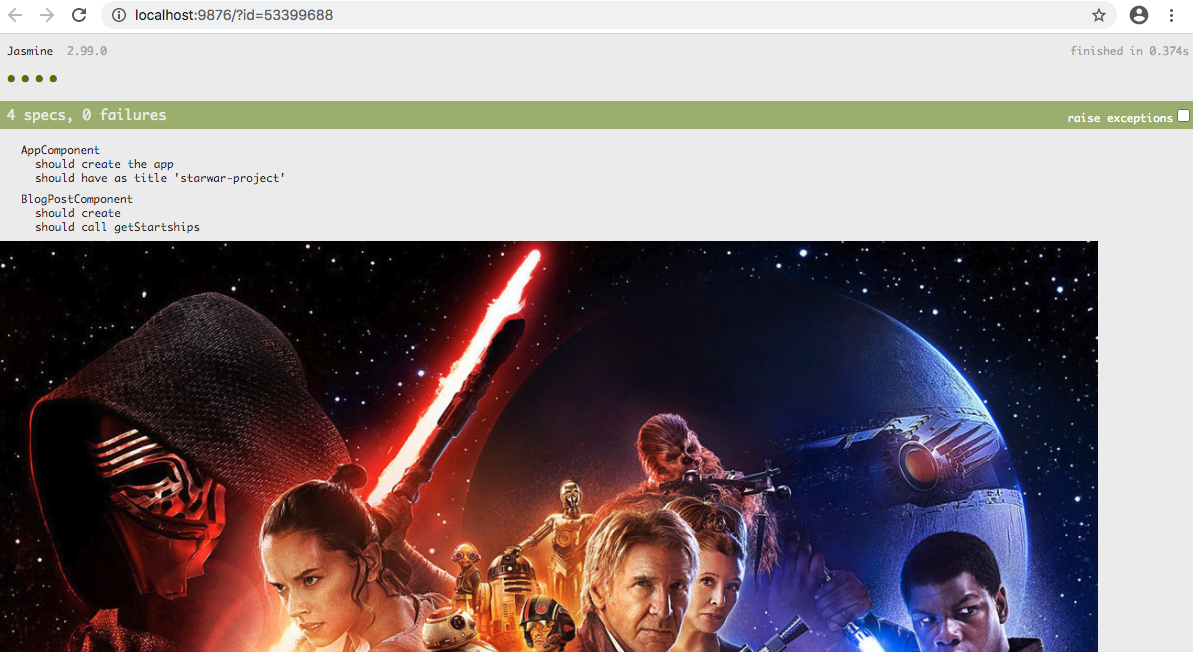 localhost:9876/?id=53399688
Jasmine 2.99.0 finished in 0.374s
4 specs, 0 failures raise exceptions
AppComponent
should create the app
should have as title 'starwar-project'
BlogPostComponent
should create
should call getStartships